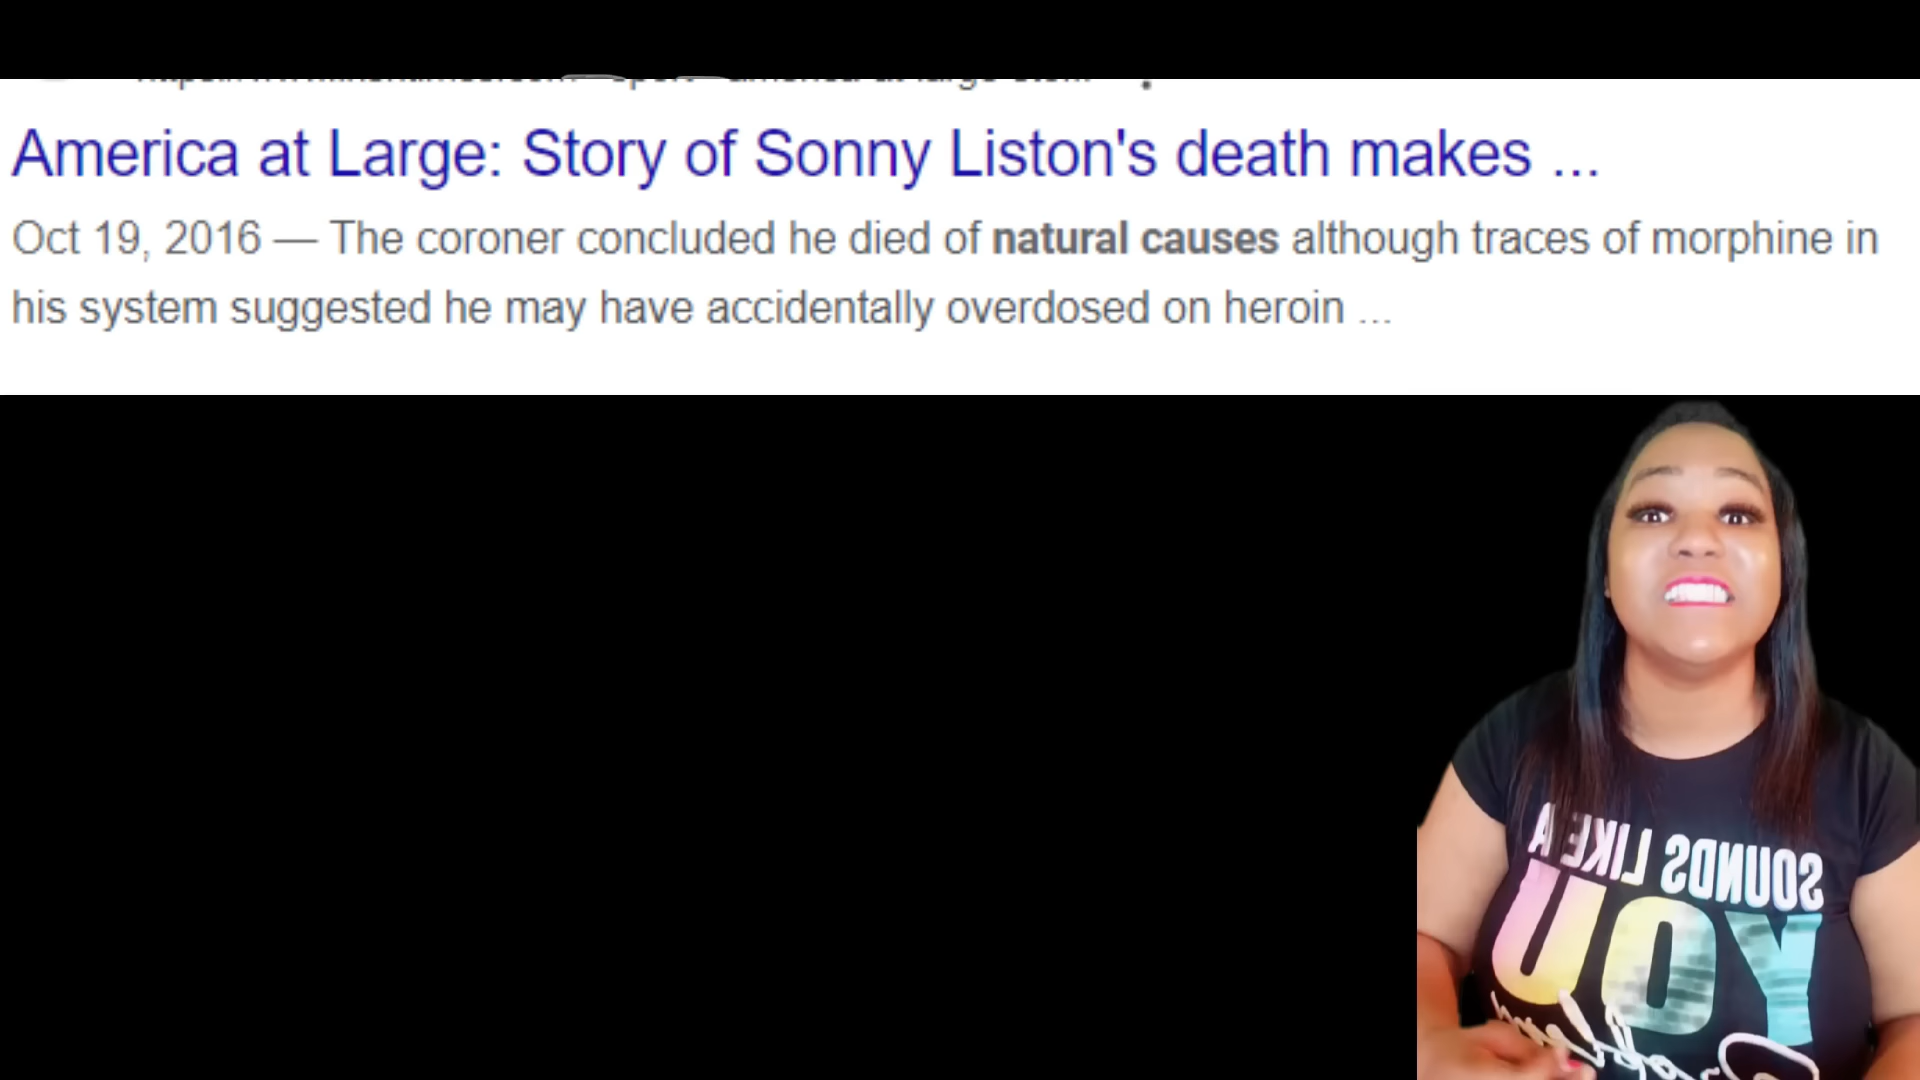 America at Large: Story of Sonny Liston's death makes ...
Oct 19, 2016 — The coroner concluded he died of natural causes although traces of morphine in
his system suggested he may have accidentally overdosed on heroin ...
SOUNDS LIKE A
YOU
Problem